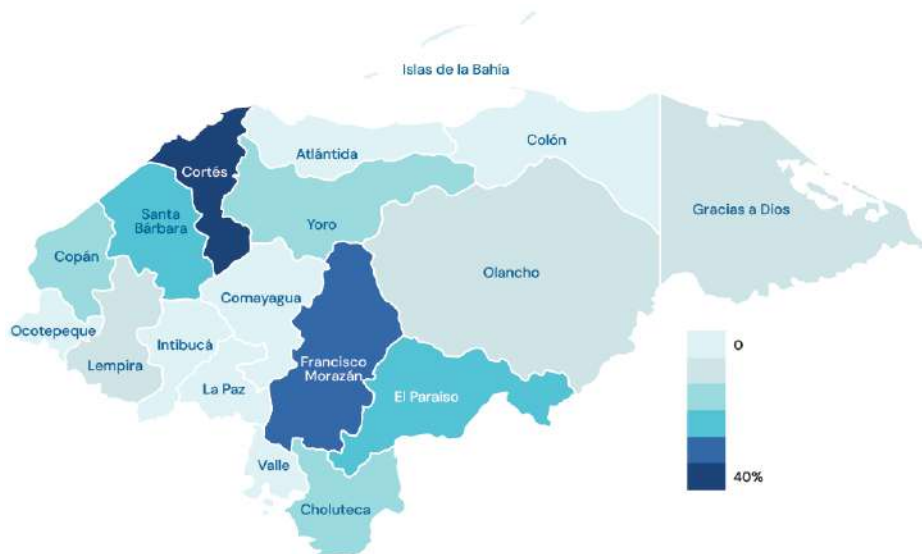 Islas de la Bahía
Atlántida
Colón
Cortés
Santa
Bárbara
Yoro
Gracias a Dios
Copán
Olancho
Comayagua
Ocotepeque
Intibucá
Lempira
Francisco
Morazán
La Paz
El Paraiso
Valle
Choluteca
0
40%